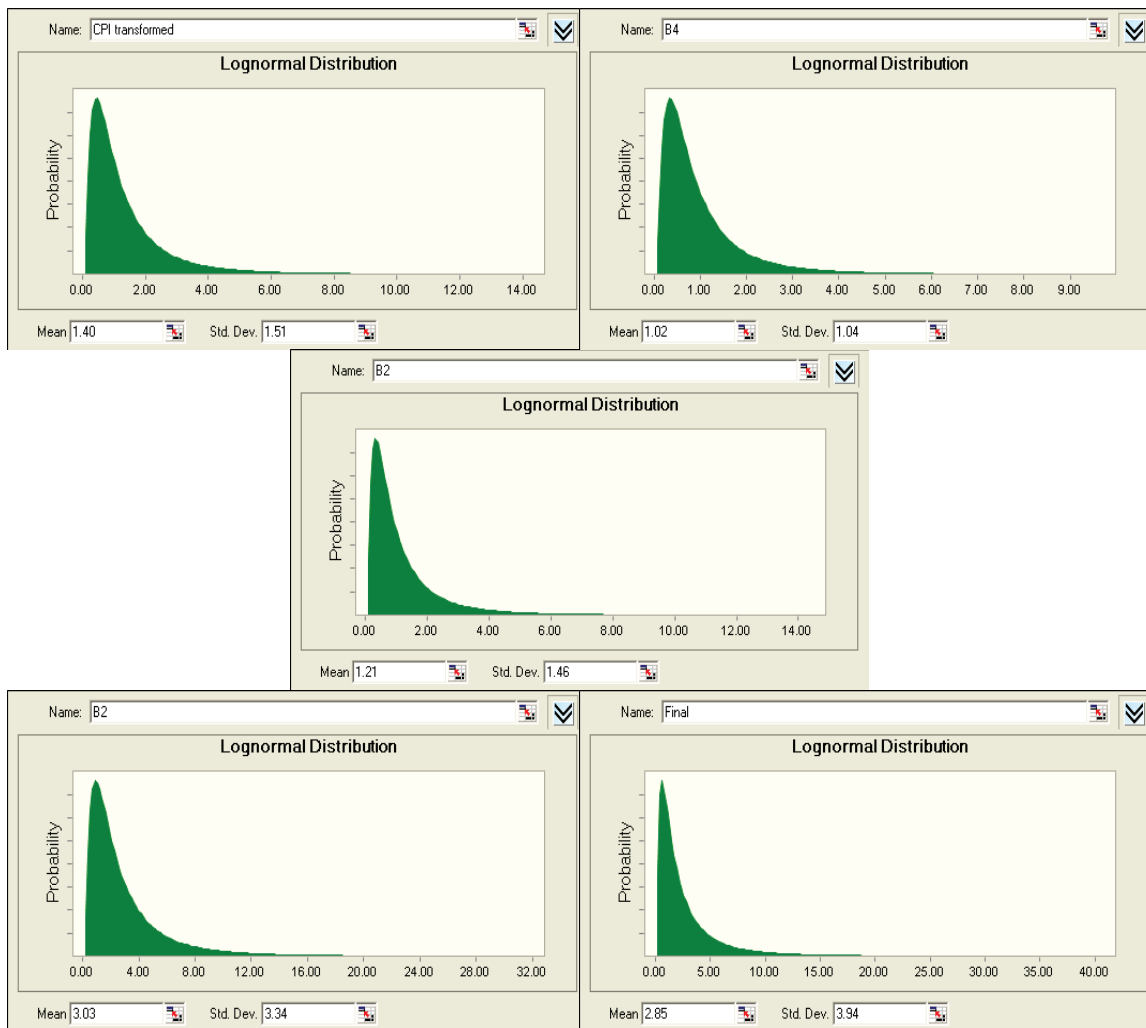 Name: CPI transformed
Lognormal Distribution
Probability
0.00 2.00 4.00 6.00 8.00 10.00 12.00 14.00
Mean 1.40 Std. Dev. 1.51
Name: B4
Lognormal Distribution
Probability
0.00 1.00 2.00 3.00 4.00 5.00 6.00 7.00 8.00 9.00
Mean 1.02 Std. Dev. 1.04
Name: B2
Lognormal Distribution
Probability
0.00 2.00 4.00 6.00 8.00 10.00 12.00 14.00
Mean 1.21 Std. Dev. 1.46
Name: B2
Lognormal Distribution
Probability
0.00 4.00 8.00 12.00 16.00 20.00 24.00 28.00 32.00
Mean 3.03 Std. Dev. 3.34
Name: Final
Lognormal Distribution
Probability
0.00 5.00 10.00 15.00 20.00 25.00 30.00 35.00 40.00
Mean 2.85 Std. Dev. 3.94